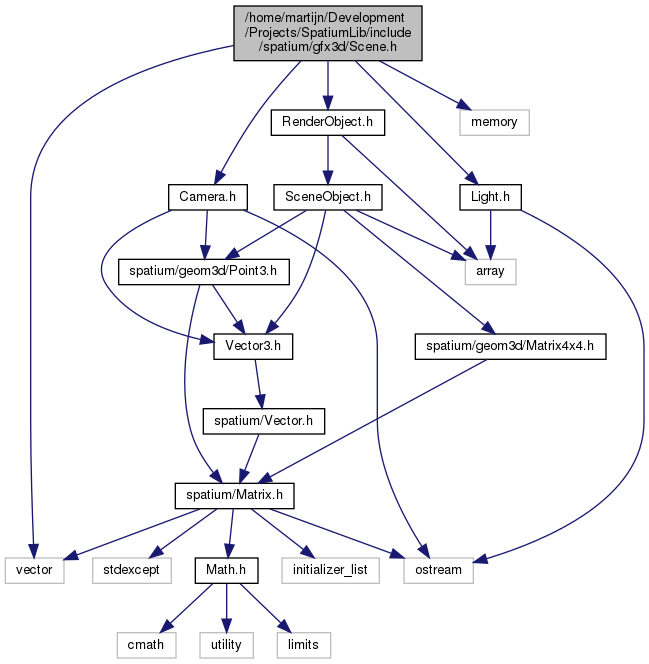 /home/martijn/Development
/Projects/SpatiumLib/include
/spatium/gfx3d/Scene.h
RenderObject.h
memory
Camera.h
SceneObject.h
Light.h
spatium/geom3d/Point3.h
array
Vector3.h
spatium/geom3d/Matrix4x4.h
spatium/Vector.h
spatium/Matrix.h
vector
stdexcept
Math.h
initializer_list
ostream
cmath
utility
limits